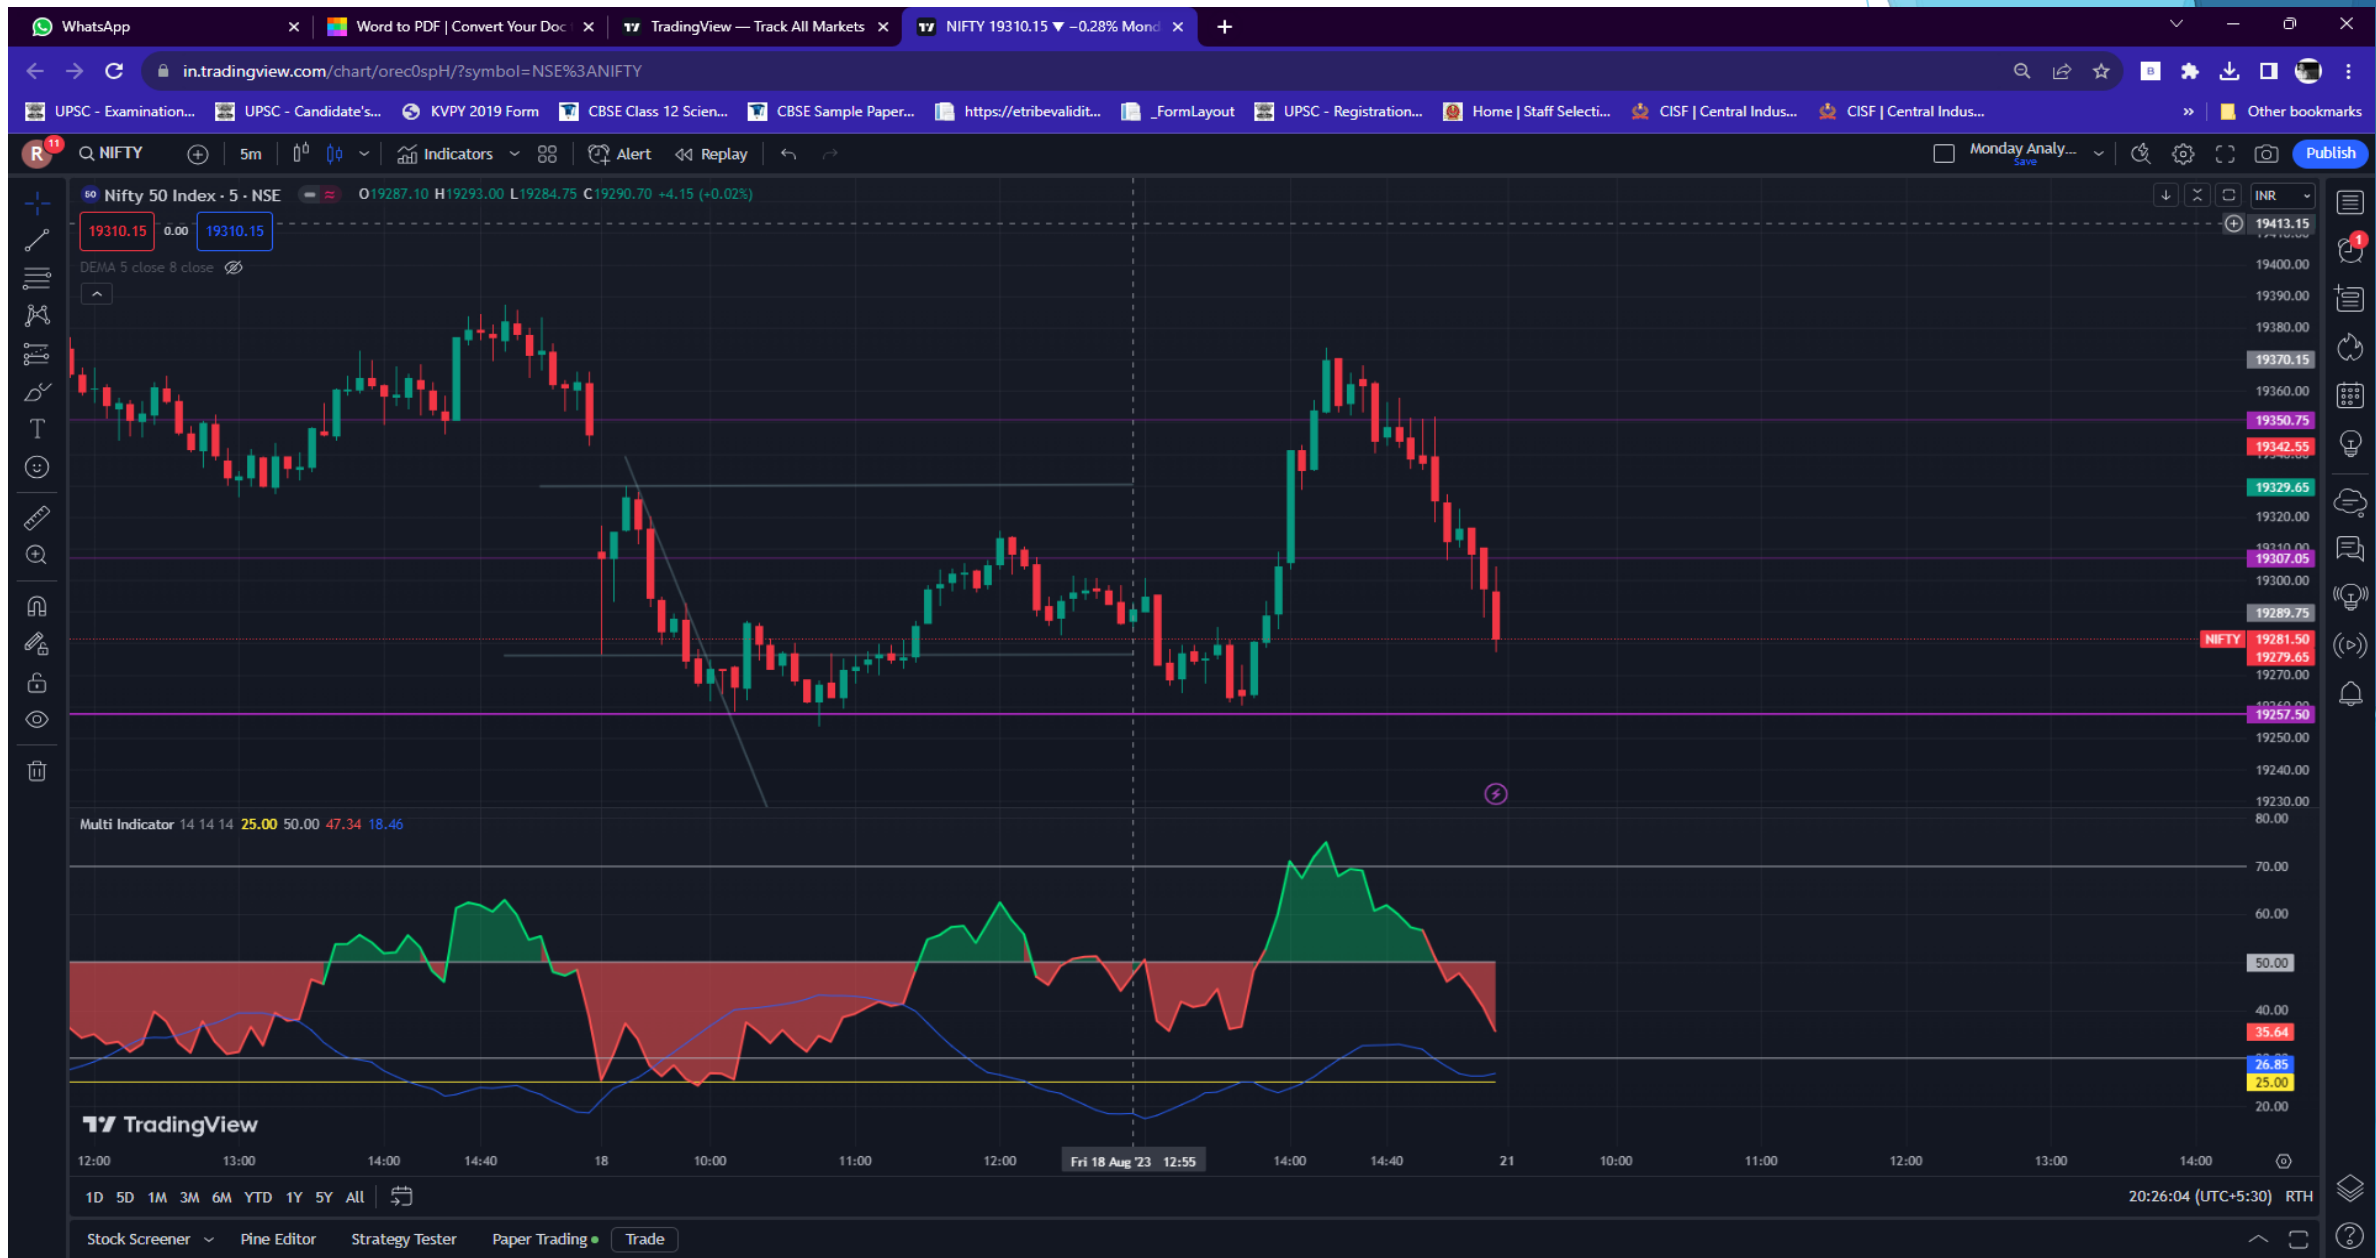 WhatsApp
Word to PDF | Convert Your Doc
TradingView — Track All Markets
NIFTY 19310.15 ▼ −0.28% Mond
in.tradingview.com/chart/orec0spH/?symbol=NSE%3ANIFTY
B
UPSC - Examination... UPSC - Candidate's... KVPY 2019 Form CBSE Class 12 Scien... CBSE Sample Paper... https://etribevalidit... _FormLayout UPSC - Registration... Home | Staff Selecti... CISF | Central Indus... CISF | Central Indus... » Other bookmarks
R 11 NIFTY 5m Indicators Alert Replay Monday Analy... Save Publish
50 Nifty 50 Index · 5 · NSE O19287.10 H19293.00 L19284.75 C19290.70 +4.15 (+0.02%) INR
19310.15 0.00 19310.15
DEMA 5 close 8 close
19413.15
19400.00
1
19390.00
19380.00
19370.15
19360.00
19350.75
19342.55
19329.65
19320.00
19310.00
19307.05
19300.00
19289.75
NIFTY 19281.50
19279.65
19270.00
19257.50
19250.00
19240.00
19230.00
Multi Indicator 14 14 14 25.00 50.00 47.34 18.46
80.00
70.00
60.00
50.00
40.00
35.64
26.85
25.00
20.00
TradingView
12:00 13:00 14:00 14:40 18 10:00 11:00 12:00 Fri 18 Aug '23 12:55 14:00 14:40 21 10:00 11:00 12:00 13:00 14:00
1D 5D 1M 3M 6M YTD 1Y 5Y All 20:26:04 (UTC+5:30) RTH
Stock Screener Pine Editor Strategy Tester Paper Trading Trade